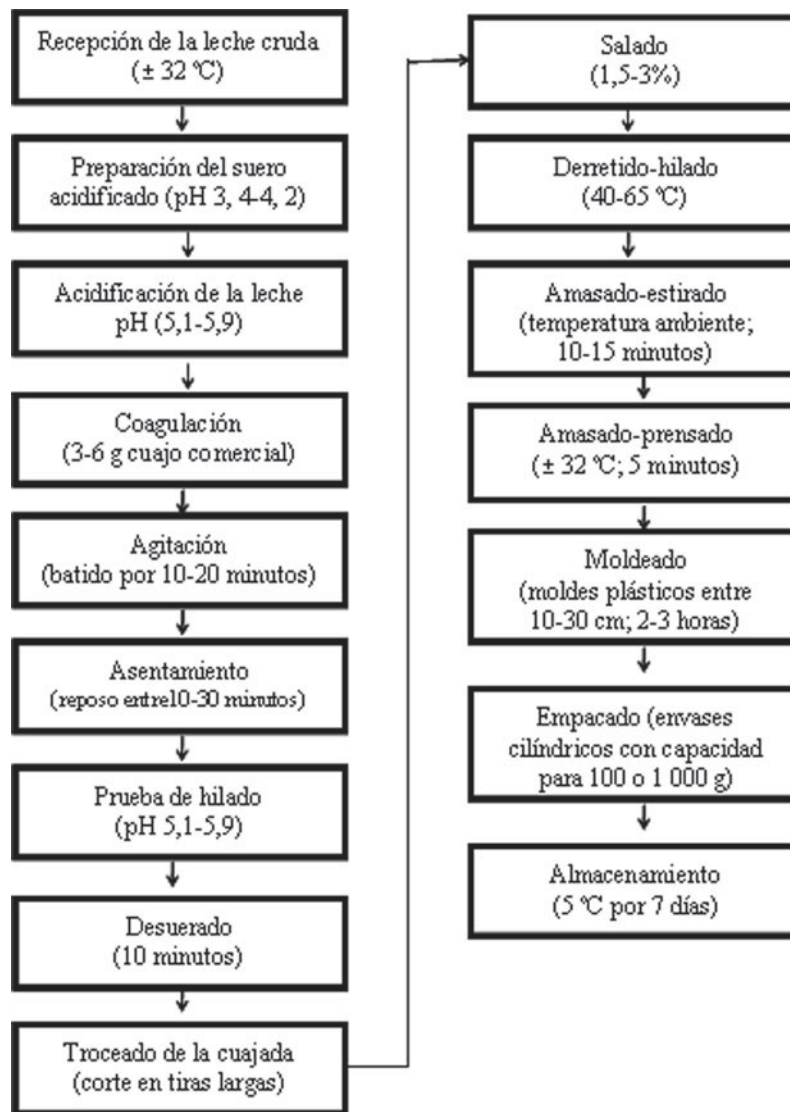 Recepción de la leche cruda
(± 32 ºC)
Preparación del suero
acidificado (pH 3, 4-4, 2)
Acidificación de la leche
pH (5,1-5,9)
Coagulación
(3-6 g cuajo comercial)
Agitación
(batido por 10-20 minutos)
Asentamiento
(reposo entre10-30 minutos)
Prueba de hilado
(pH 5,1-5,9)
Desuerado
(10 minutos)
Troceado de la cuajada
(corte en tiras largas)
Salado
(1,5-3%)
Derretido-hilado
(40-65 ºC)
Amasado-estirado
(temperatura ambiente;
10-15 minutos)
Amasado-prensado
(± 32 ºC; 5 minutos)
Moldeado
(moldes plásticos entre
10-30 cm; 2-3 horas)
Empacado (envases
cilíndricos con capacidad
para 100 o 1 000 g)
Almacenamiento
(5 ºC por 7 días)